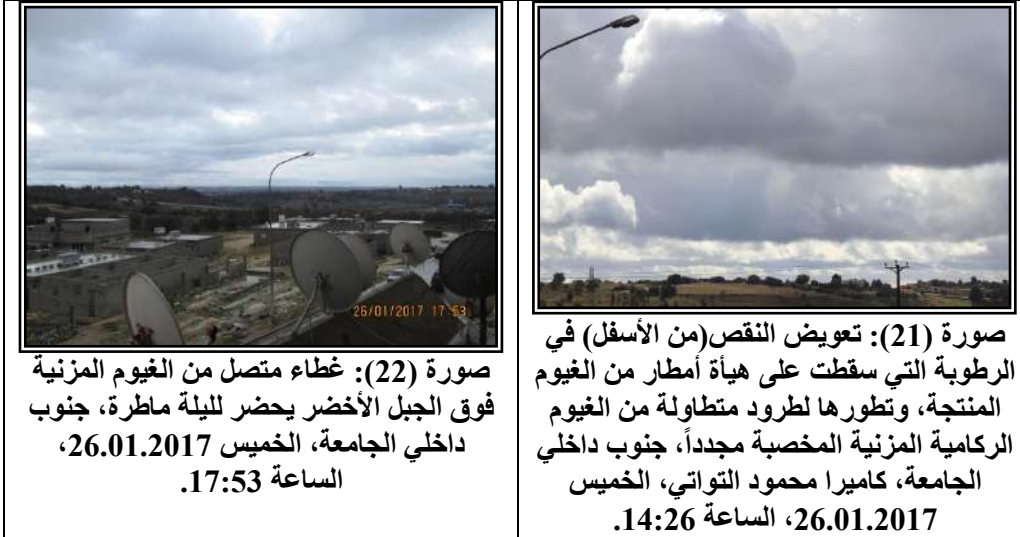 صورة (21): تعويض النقص(من الأسفل) في
الرطوبة التي سقطت على هيأة أمطار من الغيوم
المنتجة، وتطورها لطرود متطاولة من الغيوم
الركامية المزنية المخصبة مجدداً، جنوب داخلي
الجامعة، كاميرا محمود التواتي، الخميس
26.01.2017، الساعة 14:26.
26/01/2017 17:53
صورة (22): غطاء متصل من الغيوم المزنية
فوق الجبل الأخضر يحضر لليلة ماطرة، جنوب
داخلي الجامعة، الخميس 26.01.2017،
الساعة 17:53.